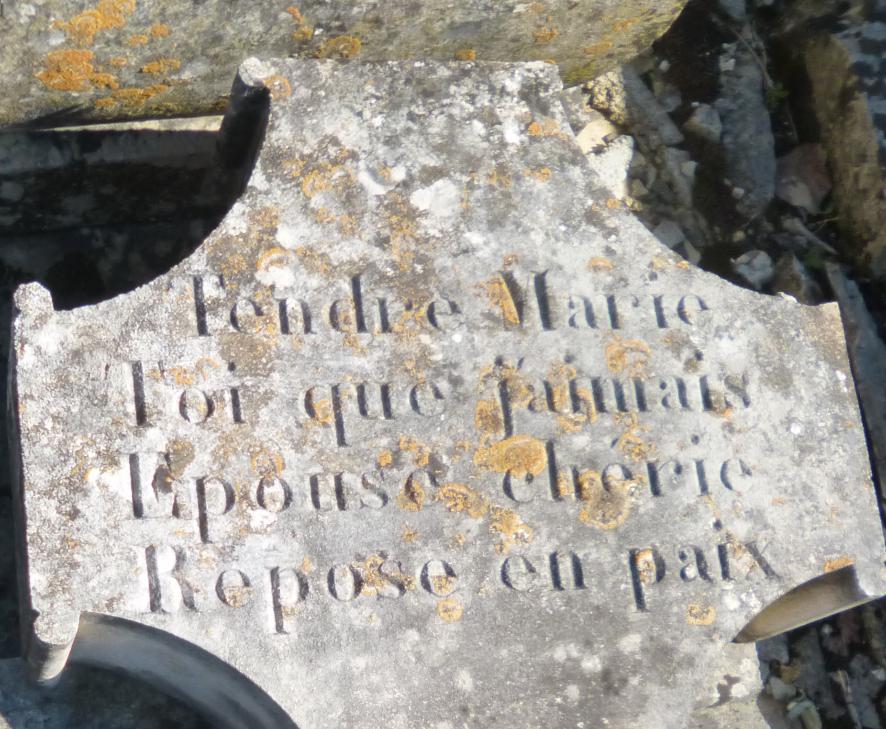 Tendre Marie
Toi que j'aimais
Epouse chérie
Repose en paix